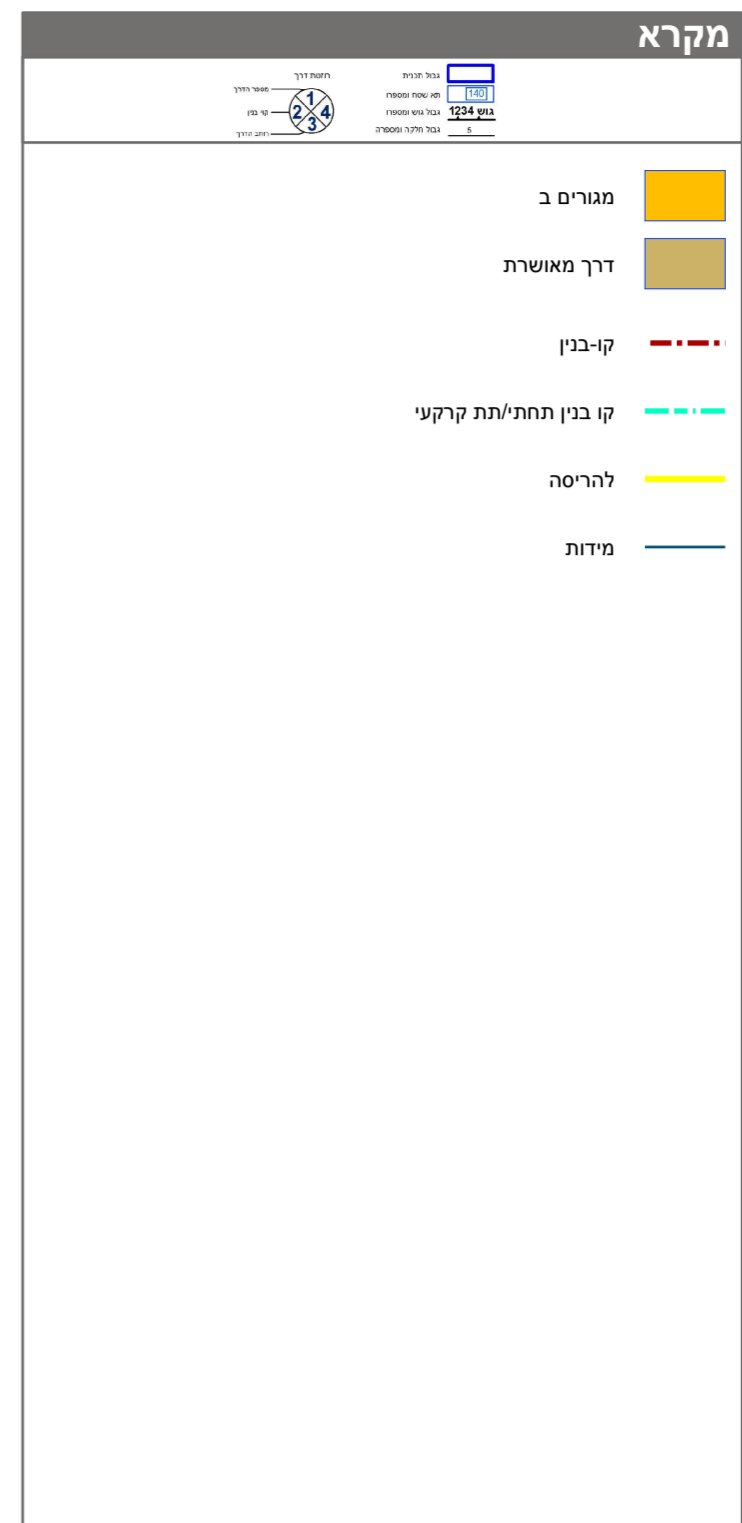 מקרא
גבול תכנית
תא שטח ומספרו
140
גבול גוש ומספרו
גוש 1234
גבול חלקה ומספרה
5
רוזטת דרך
מספר הדרך
קוי בנין
רוחב הדרך
1
2 4
3
מגורים ב
דרך מאושרת
קו-בנין
קו בנין תחתי/תת קרקעי
להריסה
מידות